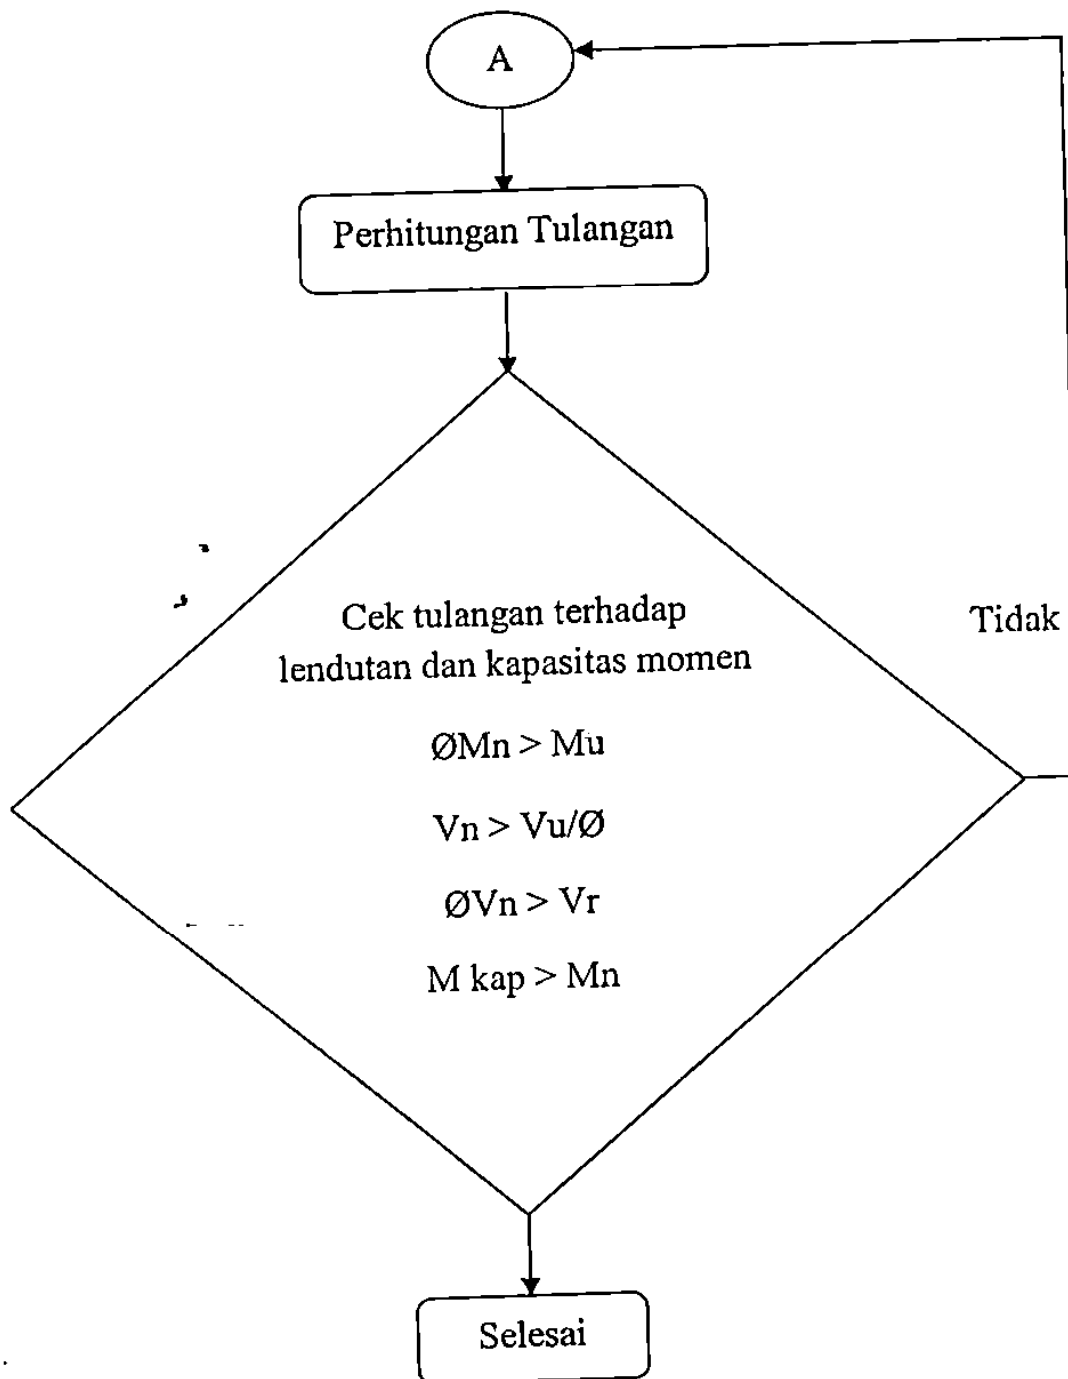 A
Perhitungan Tulangan
Cek tulangan terhadap
lendutan dan kapasitas momen
Tidak
ØMn > Mu
Vn > Vu/Ø
ØVn > Vr
M kap > Mn
Selesai